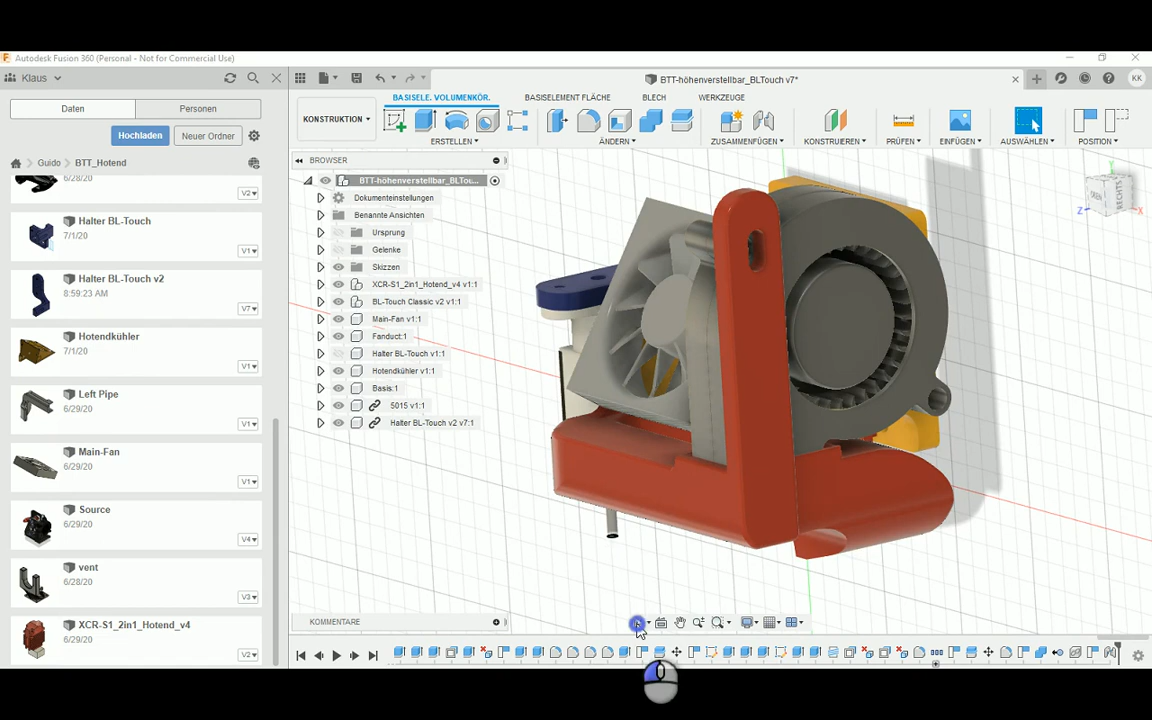 Autodesk Fusion 360 (Personal - Not for Commercial Use)
Klaus
BTT-höhenverstellbar_BLTouch v7*
KK
Daten
Personen
Hochladen
Neuer Ordner
Guido
BTT_Hotend
6/28/20
V2
Halter BL-Touch
7/1/20
V1
Halter BL-Touch v2
8:59:23 AM
V7
Hotendkühler
7/1/20
V1
Left Pipe
6/29/20
V1
Main-Fan
6/29/20
V1
Source
6/29/20
V4
vent
6/28/20
V3
XCR-S1_2in1_Hotend_v4
6/29/20
V2
KONSTRUKTION
BASISELE. VOLUMENKÖR.
BASISELEMENT FLÄCHE
BLECH
WERKZEUGE
ERSTELLEN
ÄNDERN
ZUSAMMENFÜGEN
KONSTRUIEREN
PRÜFEN
EINFÜGEN
AUSWÄHLEN
POSITION
BROWSER
BTT-höhenverstellbar_BLTou...
Dokumenteinstellungen
Benannte Ansichten
Ursprung
Gelenke
Skizzen
XCR-S1_2in1_Hotend_v4 v1:1
BL-Touch Classic v2 v1:1
Main-Fan v1:1
Fanduct:1
Halter BL-Touch v1:1
Hotendkühler v1:1
Basis:1
5015 v1:1
Halter BL-Touch v2 v7:1
Y
RECHTS
Z
X
KOMMENTARE